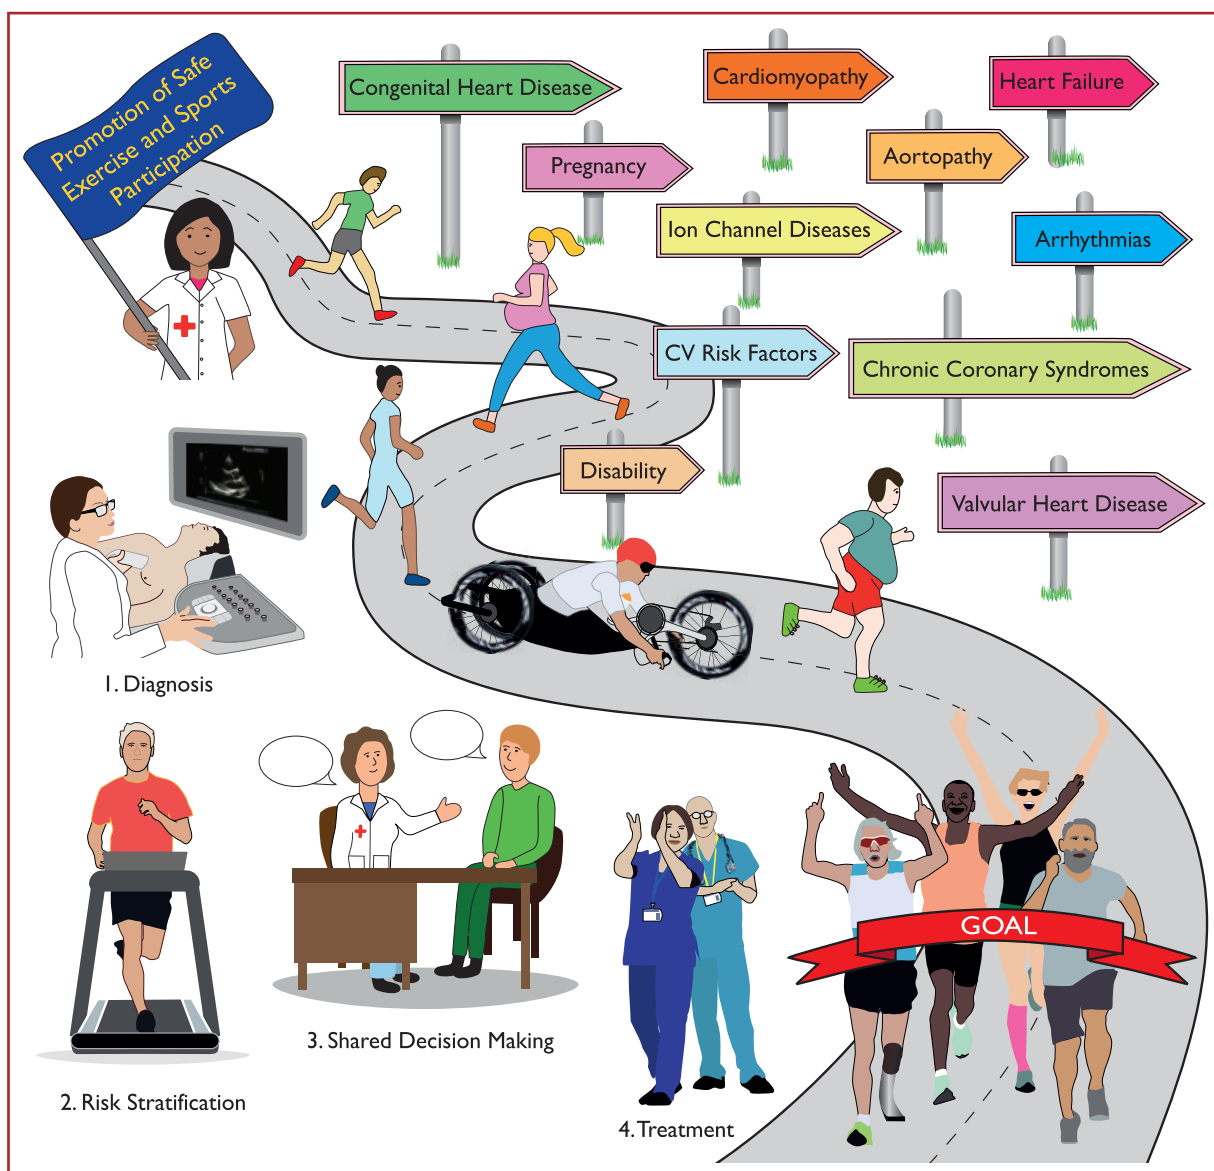 Promotion of Safe
Exercise and Sports
Participation
Congenital Heart Disease
Cardiomyopathy
Heart Failure
Pregnancy
Aortopathy
Ion Channel Diseases
Arrhythmias
CV Risk Factors
Chronic Coronary Syndromes
Disability
Valvular Heart Disease
1. Diagnosis
2. Risk Stratification
3. Shared Decision Making
4. Treatment
GOAL